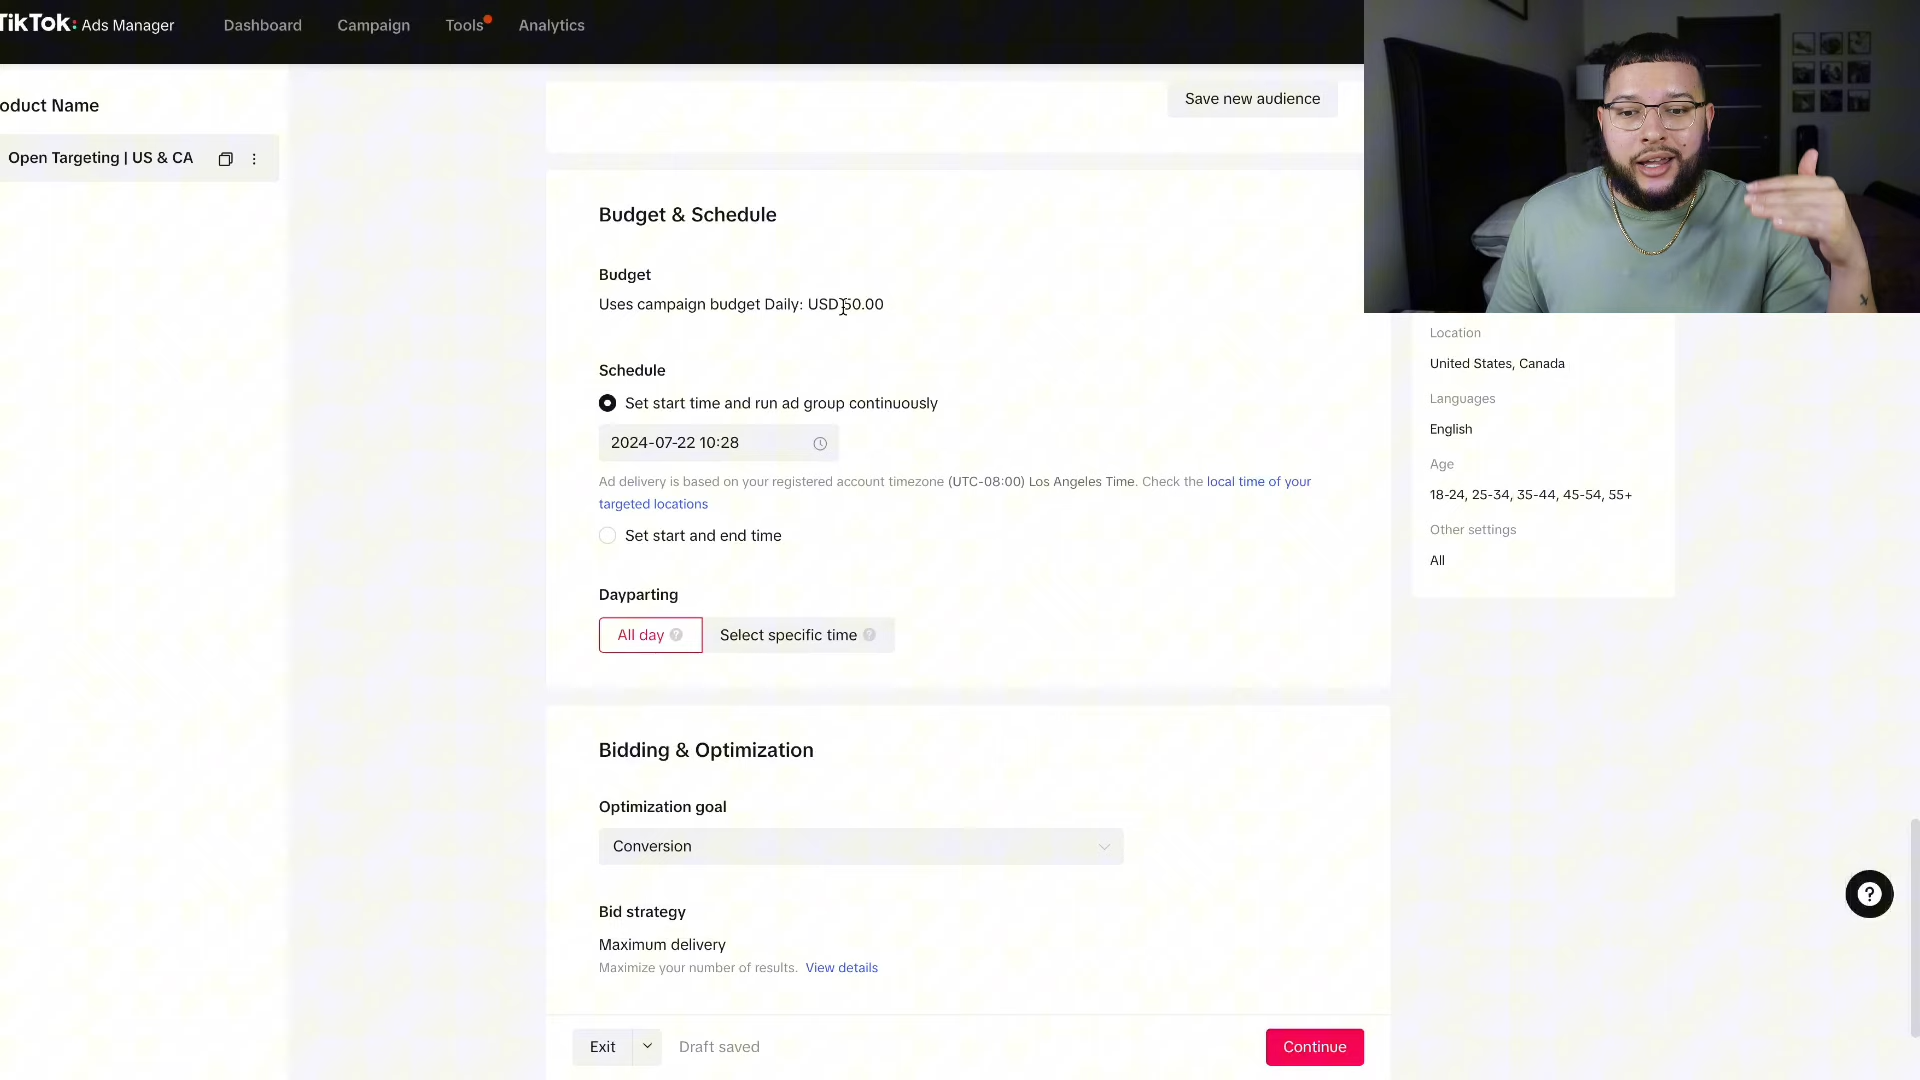 TikTok: Ads Manager
Dashboard
Campaign
Tools
Analytics
oduct Name
Open Targeting | US & CA
Save new audience
Budget & Schedule
Budget
Uses campaign budget Daily: USD 50.00
Schedule
Set start time and run ad group continuously
2024-07-22 10:28
Ad delivery is based on your registered account timezone (UTC-08:00) Los Angeles Time. Check the local time of your
targeted locations
Set start and end time
Dayparting
All day
Select specific time
Bidding & Optimization
Optimization goal
Conversion
Bid strategy
Maximum delivery
Maximize your number of results. View details
Exit
Draft saved
Continue
Location
United States, Canada
Languages
English
Age
18-24, 25-34, 35-44, 45-54, 55+
Other settings
All